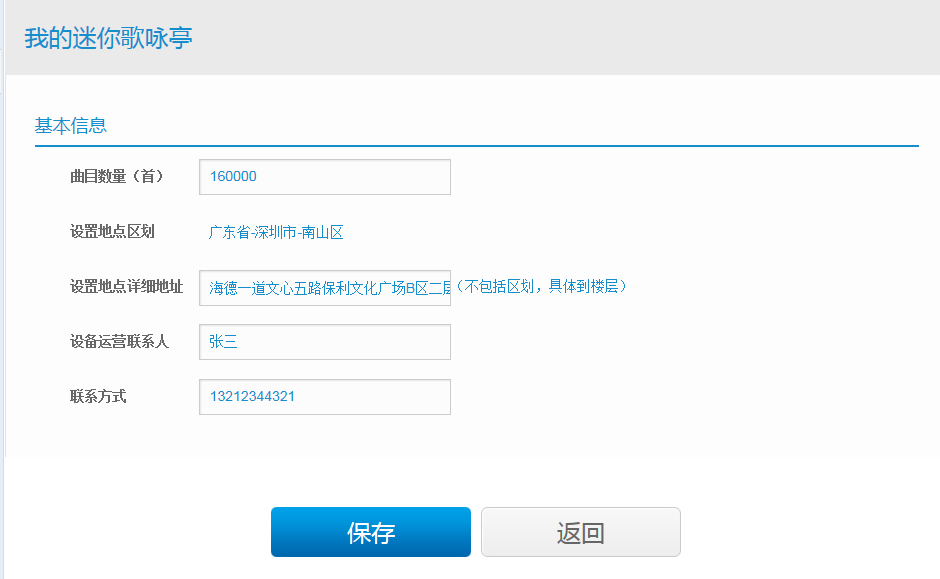 我的迷你歌咏亭
基本信息
曲目数量（首） 160000
设置地点区划 广东省-深圳市-南山区
设置地点详细地址 海德一道文心五路保利文化广场B区二层（不包括区划，具体到楼层）
设备运营联系人 张三
联系方式 13212344321
保存 返回